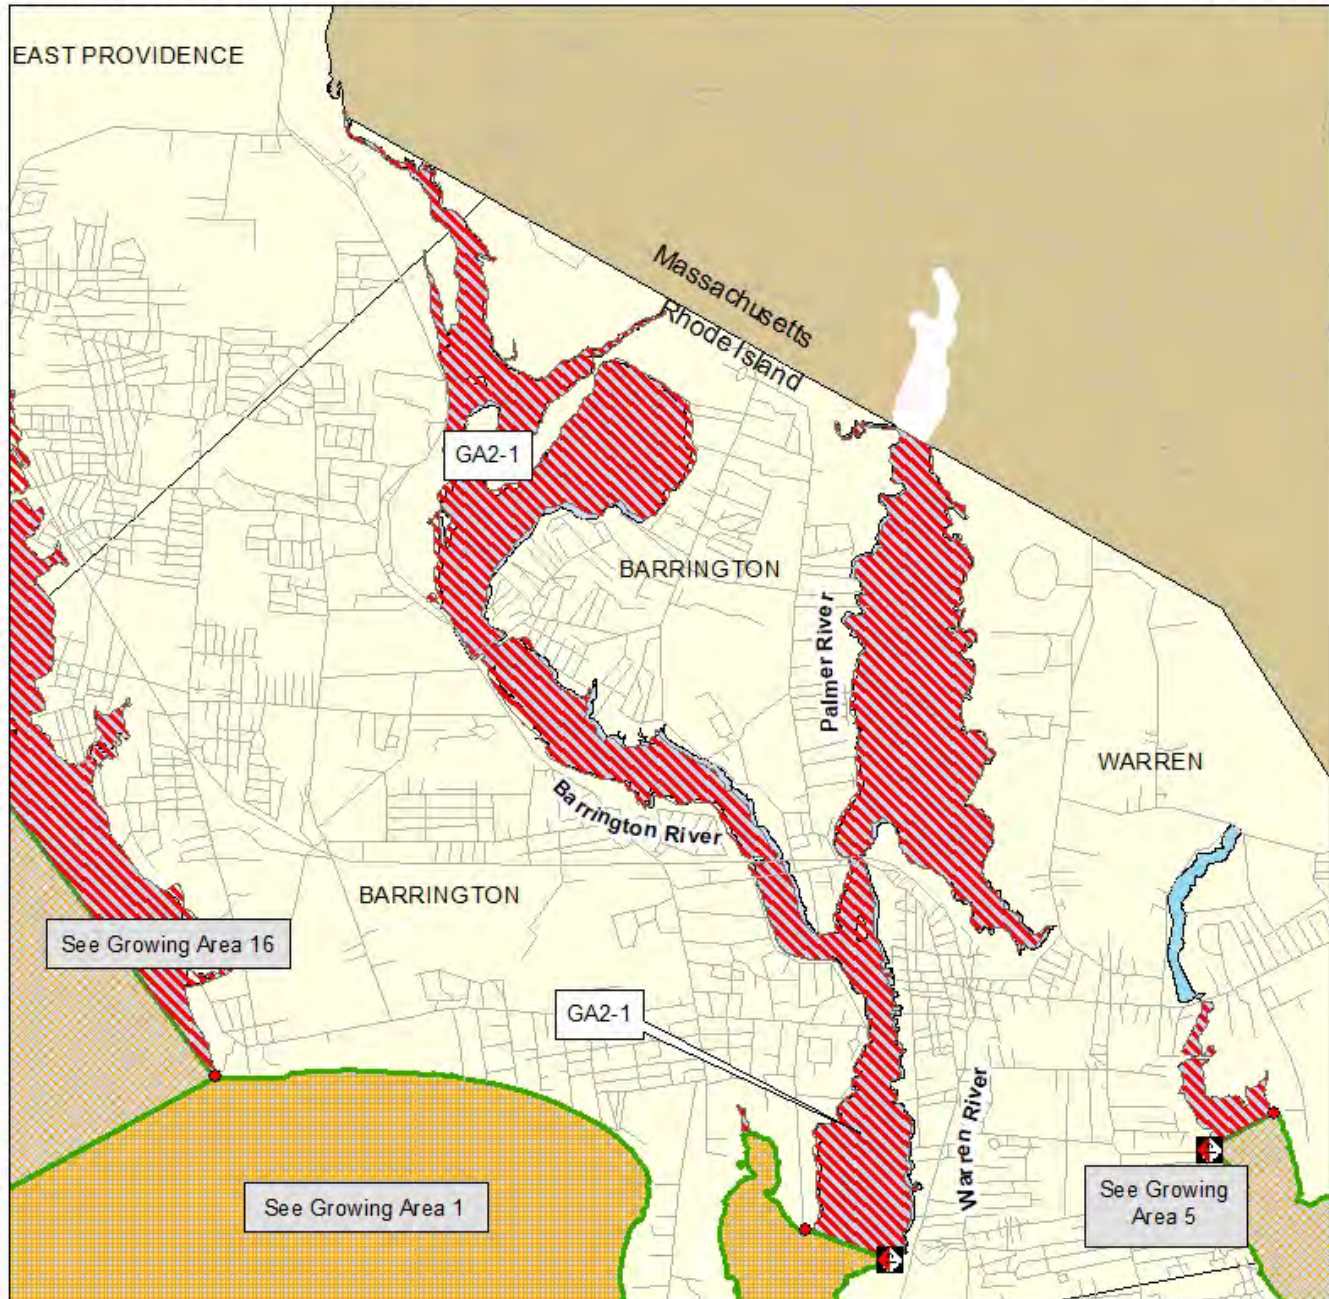 EAST PROVIDENCE
Massachusetts
Rhode Island
GA2-1
BARRINGTON
Palmer River
WARREN
Barrington River
BARRINGTON
See Growing Area 16
GA2-1
Warren River
See Growing
Area 5
See Growing Area 1